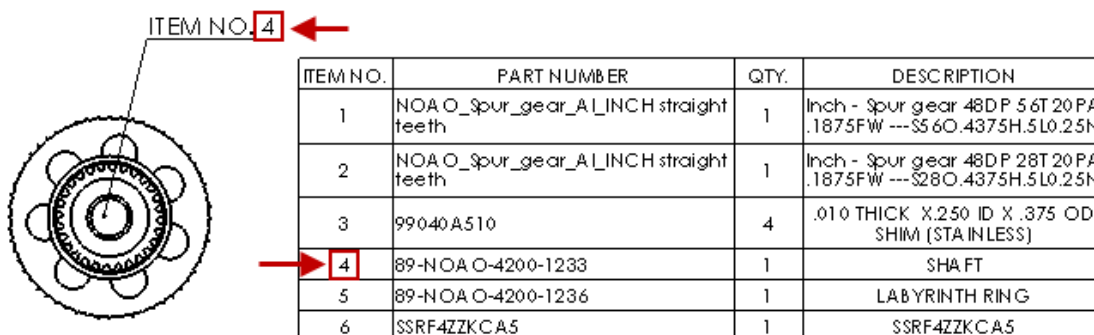 ITEM NO. 4
ITEM NO. PART NUMBER QTY. DESCRIPTION
1 NOAO_Spur_gear_AI_INCH straight teeth 1 Inch - Spur gear 48DP 56T 20PA .1875FW ---S56O.4375H.5L0.25N
2 NOAO_Spur_gear_AI_INCH straight teeth 1 Inch - Spur gear 48DP 28T 20PA .1875FW ---S28O.4375H.5L0.25N
3 99040A510 4 .010 THICK X.250 ID X .375 OD SHIM (STAINLESS)
4 89-NOAO-4200-1233 1 SHAFT
5 89-NOAO-4200-1236 1 LABYRINTH RING
6 SSRF4ZZKCA5 1 SSRF4ZZKCA5